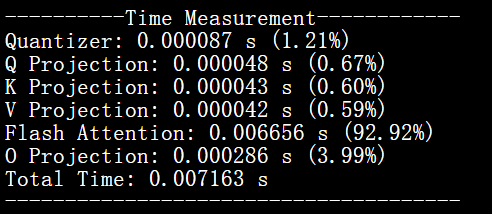 ----------Time Measurement------------
Quantizer: 0.000087 s (1.21%)
Q Projection: 0.000048 s (0.67%)
K Projection: 0.000043 s (0.60%)
V Projection: 0.000042 s (0.59%)
Flash Attention: 0.006656 s (92.92%)
O Projection: 0.000286 s (3.99%)
Total Time: 0.007163 s
--------------------------------------